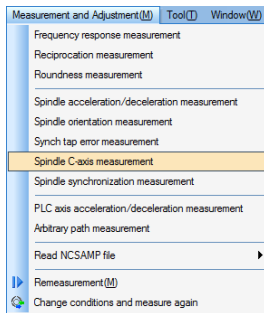 Measurement and Adjustment(M) Tool(T) Window(W)
Frequency response measurement
Reciprocation measurement
Roundness measurement
Spindle acceleration/deceleration measurement
Spindle orientation measurement
Synch tap error measurement
Spindle C-axis measurement
Spindle synchronization measurement
PLC axis acceleration/deceleration measurement
Arbitrary path measurement
Read NCSAMP file
Remeasurement(M)
Change conditions and measure again